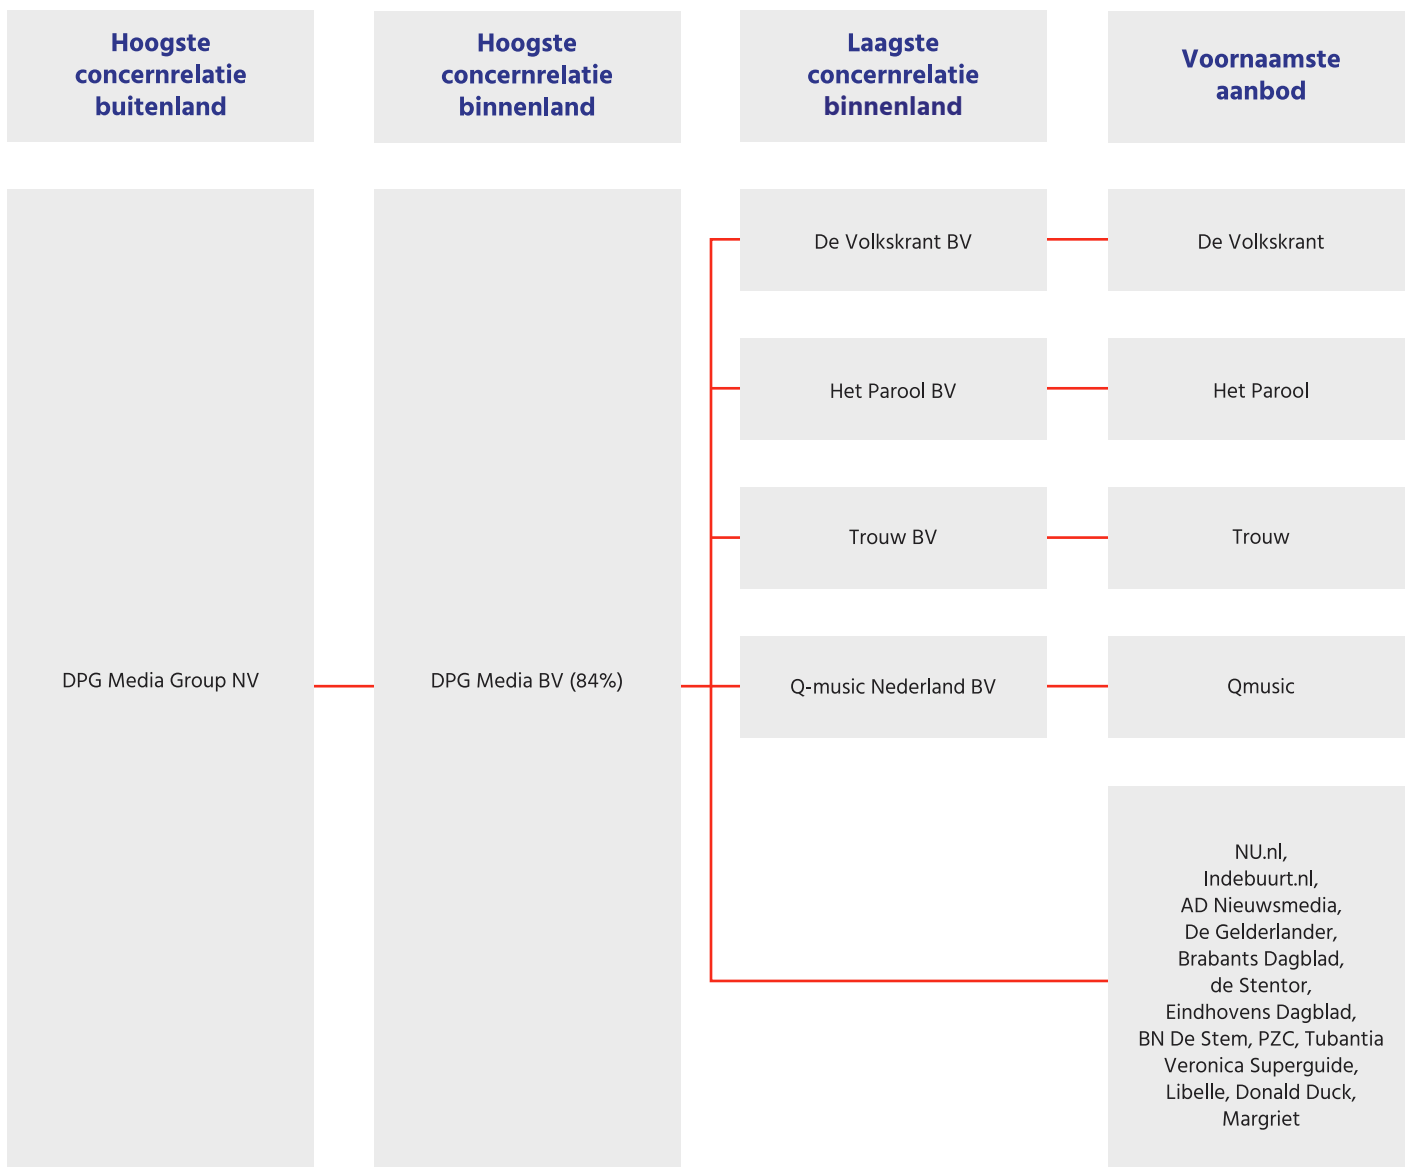 Hoogste
concernrelatie
buitenland
Hoogste
concernrelatie
binnenland
Laagste
concernrelatie
binnenland
Voornaamste
aanbod
DPG Media Group NV
DPG Media BV (84%)
De Volkskrant BV
De Volkskrant
Het Parool BV
Het Parool
Trouw BV
Trouw
Q-music Nederland BV
Qmusic
NU.nl,
Indebuurt.nl,
AD Nieuwsmedia,
De Gelderlander,
Brabants Dagblad,
de Stentor,
Eindhovens Dagblad,
BN De Stem, PZC, Tubantia
Veronica Superguide,
Libelle, Donald Duck,
Margriet